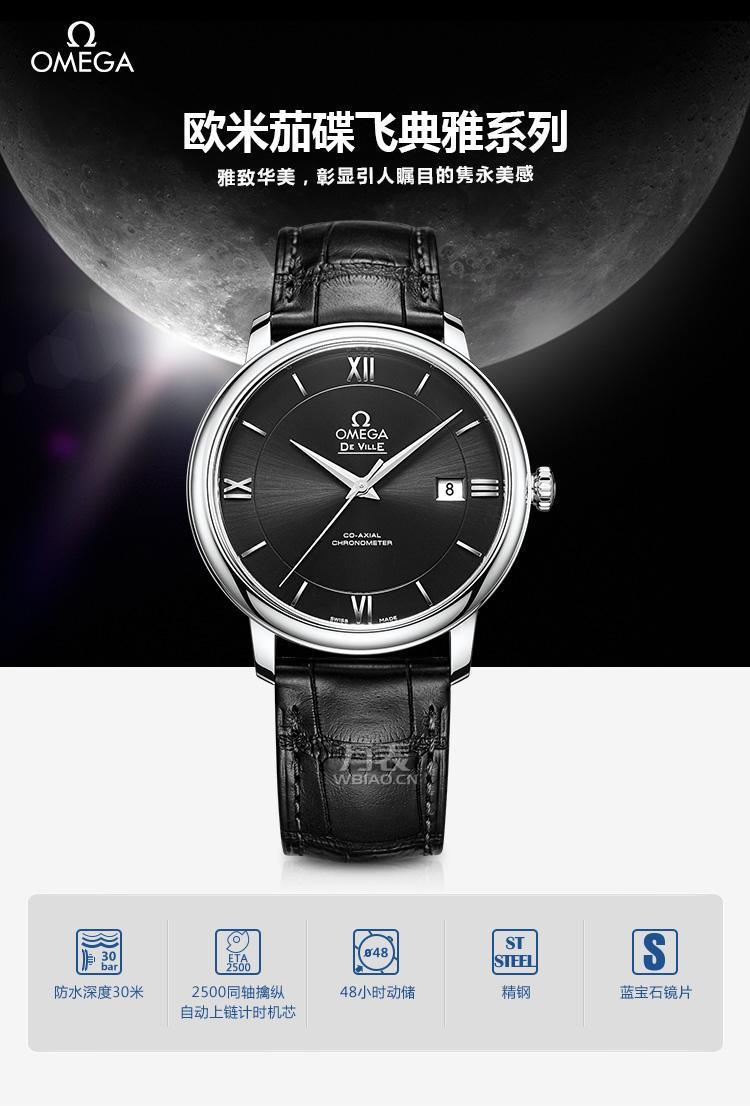 Ω
OMEGA
欧米茄碟飞典雅系列
雅致华美，彰显引人瞩目的隽永美感
XII
Ω
OMEGA
DE VILLE
IX
8
III
CO-AXIAL
CHRONOMETER
VI
SWISS MADE
万表
WBIAO.CN
30
bar
防水深度30米
ETA
2500
2500同轴擒纵
自动上链计时机芯
48
48小时动储
ST
STEEL
精钢
S
蓝宝石镜片